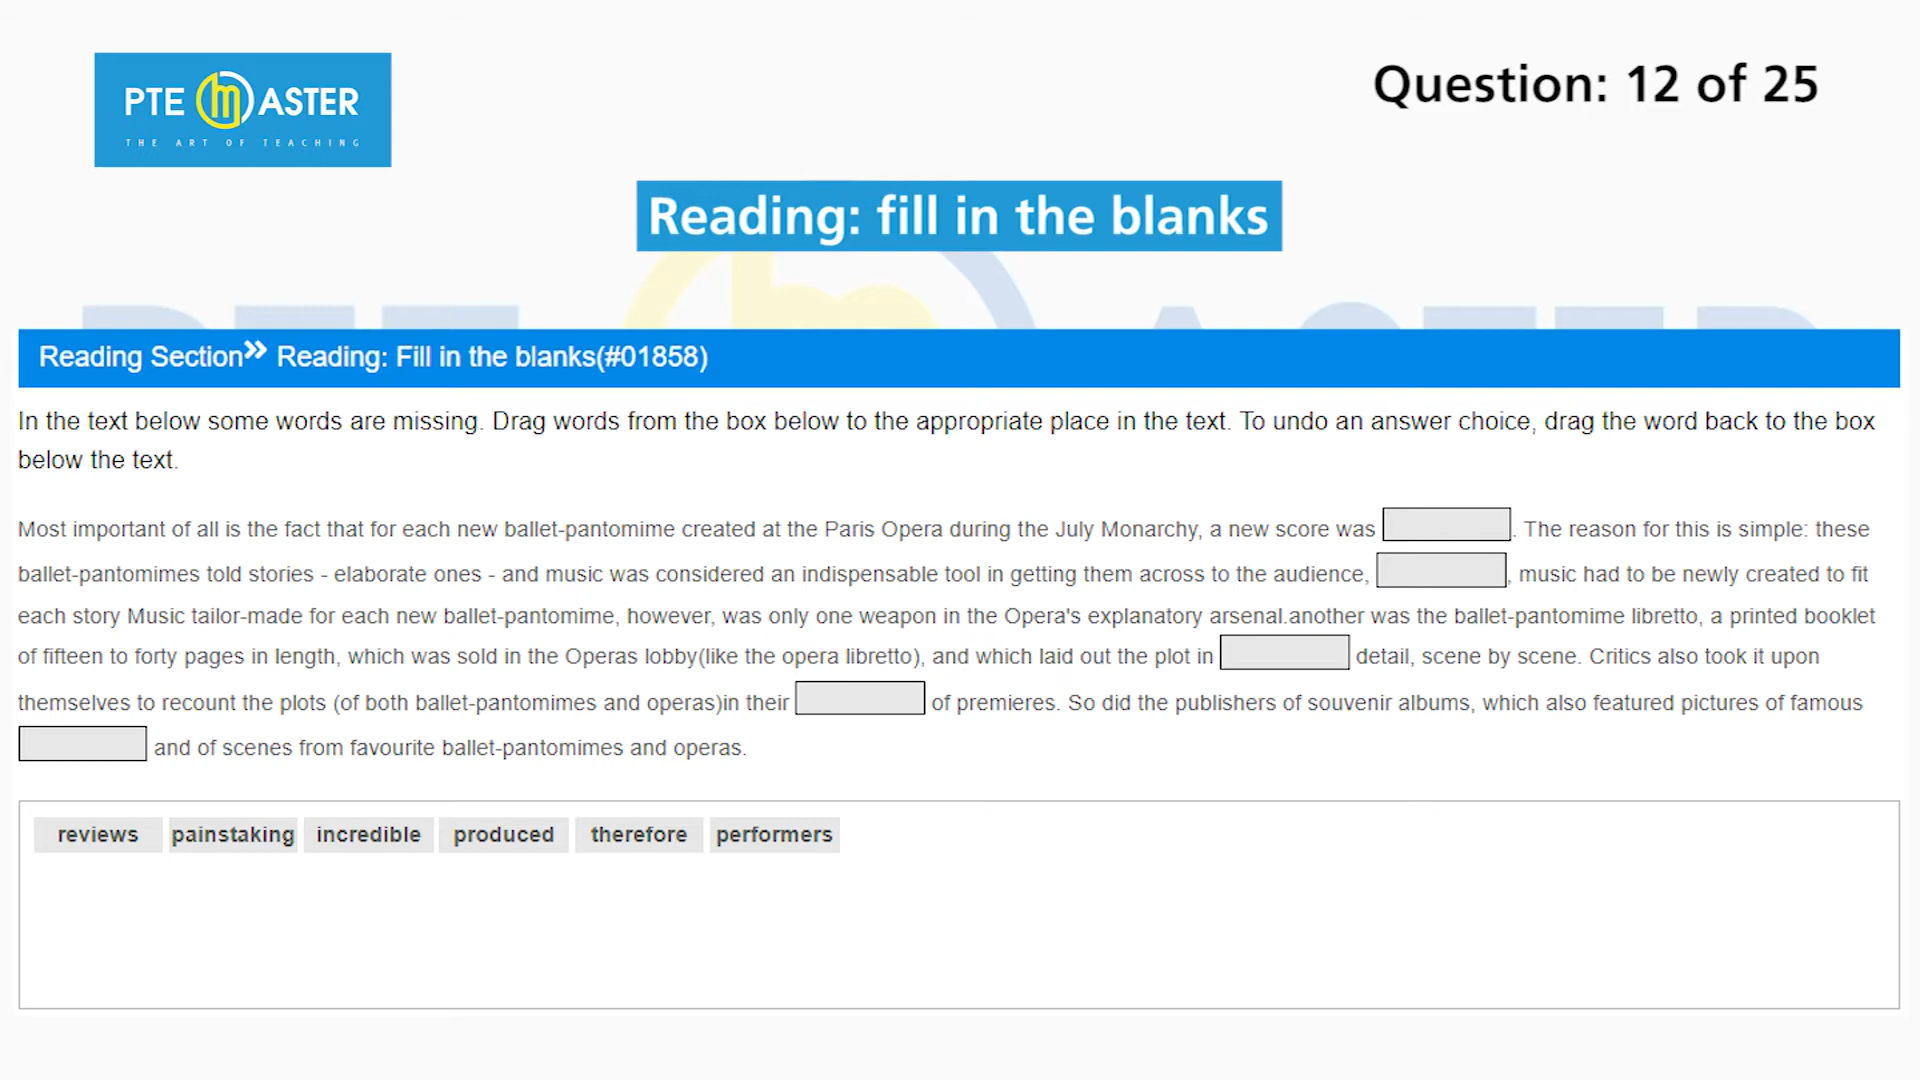 PTE MASTER
THE ART OF TEACHING
Question: 12 of 25
Reading: fill in the blanks
Reading Section» Reading: Fill in the blanks(#01858)
In the text below some words are missing. Drag words from the box below to the appropriate place in the text. To undo an answer choice, drag the word back to the box
below the text.
Most important of all is the fact that for each new ballet-pantomime created at the Paris Opera during the July Monarchy, a new score was . The reason for this is simple: these
ballet-pantomimes told stories - elaborate ones - and music was considered an indispensable tool in getting them across to the audience, , music had to be newly created to fit
each story Music tailor-made for each new ballet-pantomime, however, was only one weapon in the Opera's explanatory arsenal.another was the ballet-pantomime libretto, a printed booklet
of fifteen to forty pages in length, which was sold in the Operas lobby(like the opera libretto), and which laid out the plot in detail, scene by scene. Critics also took it upon
themselves to recount the plots (of both ballet-pantomimes and operas)in their of premieres. So did the publishers of souvenir albums, which also featured pictures of famous
and of scenes from favourite ballet-pantomimes and operas.
reviews painstaking incredible produced therefore performers